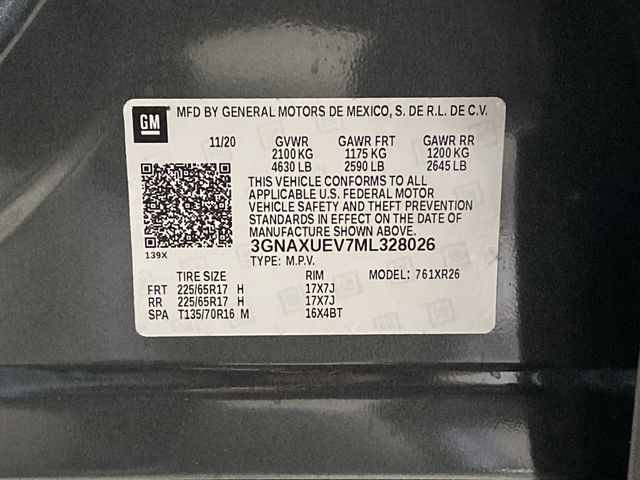 GM MFD BY GENERAL MOTORS DE MEXICO, S. DE R.L. DE C.V.
11/20 GVWR GAWR FRT GAWR RR
2100 KG 1175 KG 1200 KG
4630 LB 2590 LB 2645 LB
THIS VEHICLE CONFORMS TO ALL
APPLICABLE U.S. FEDERAL MOTOR
VEHICLE SAFETY AND THEFT PREVENTION
STANDARDS IN EFFECT ON THE DATE OF
MANUFACTURE SHOWN ABOVE.
3GNAXUEV7ML328026
139X TYPE: M.P.V.
TIRE SIZE RIM MODEL: 761XR26
FRT 225/65R17 H 17X7J
RR 225/65R17 H 17X7J
SPA T135/70R16 M 16X4BT